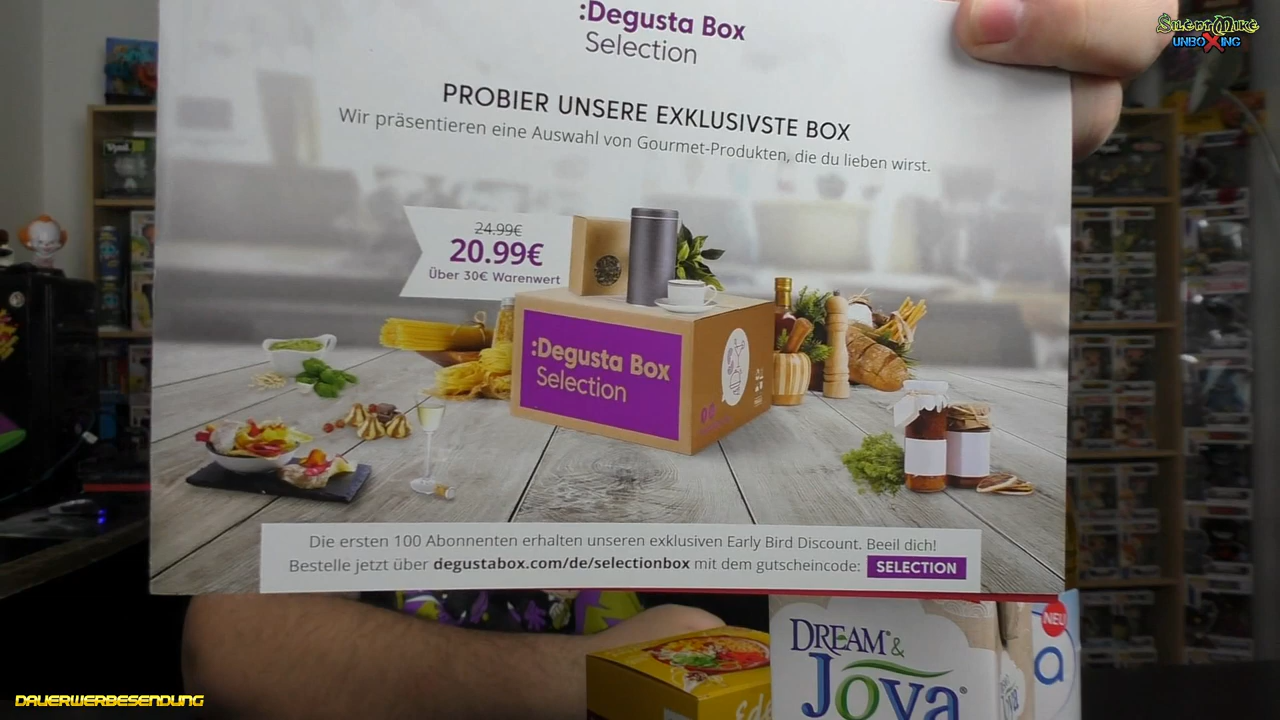 :Degusta Box
Selection
SilentMike
UNBOXING
PROBIER UNSERE EXKLUSIVSTE BOX
Wir präsentieren eine Auswahl von Gourmet-Produkten, die du lieben wirst.
24.99€
20.99€
Über 30€ Warenwert
:Degusta Box
Selection
Die ersten 100 Abonnenten erhalten unseren exklusiven Early Bird Discount. Beeil dich!
Bestelle jetzt über degustabox.com/de/selectionbox mit dem gutscheincode: SELECTION
NEU
DREAM &
Joya®
a
Ede
DAUERWERBESENDUNG